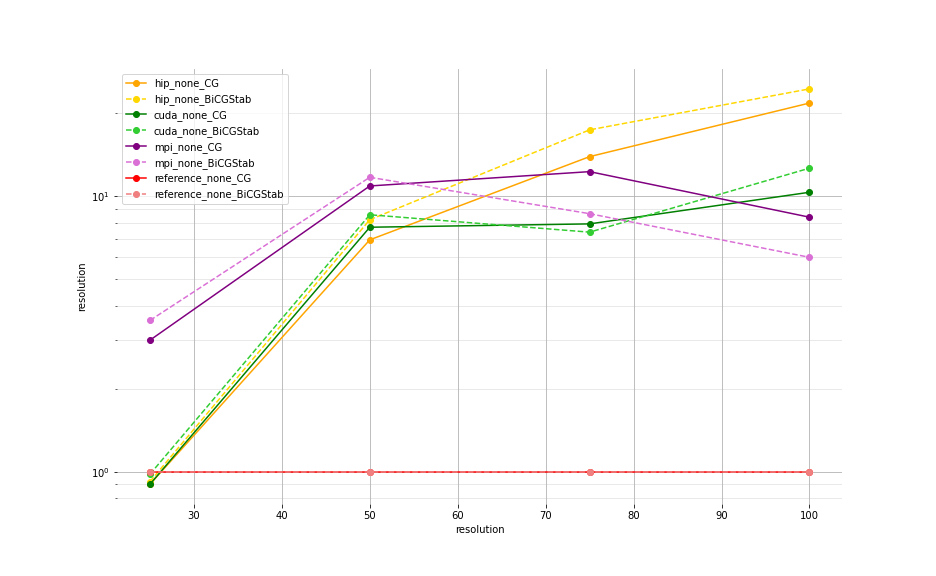 hip_none_CG
hip_none_BiCGStab
cuda_none_CG
cuda_none_BiCGStab
mpi_none_CG
mpi_none_BiCGStab
reference_none_CG
reference_none_BiCGStab
10¹
10⁰
resolution
30 40 50 60 70 80 90 100
resolution